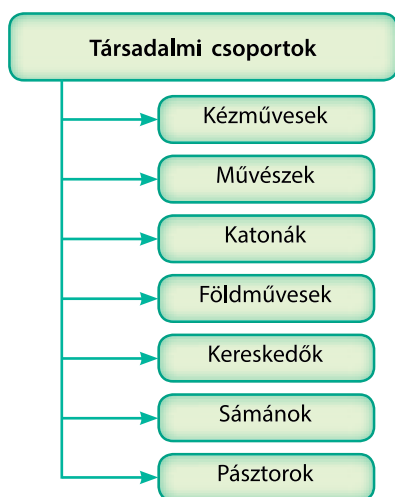 Társadalmi csoportok
Kézművesek
Művészek
Katonák
Földművesek
Kereskedők
Sámánok
Pásztorok